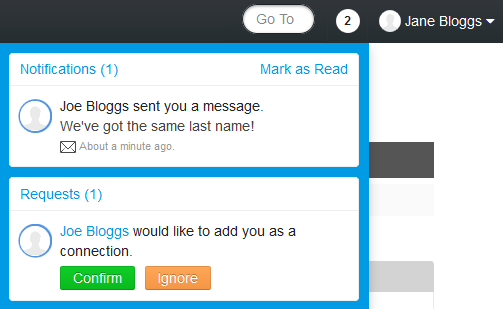 Go To 2 Jane Bloggs
Notifications (1) Mark as Read
Joe Bloggs sent you a message.
We've got the same last name!
About a minute ago.
Requests (1)
Joe Bloggs would like to add you as a
connection.
Confirm Ignore